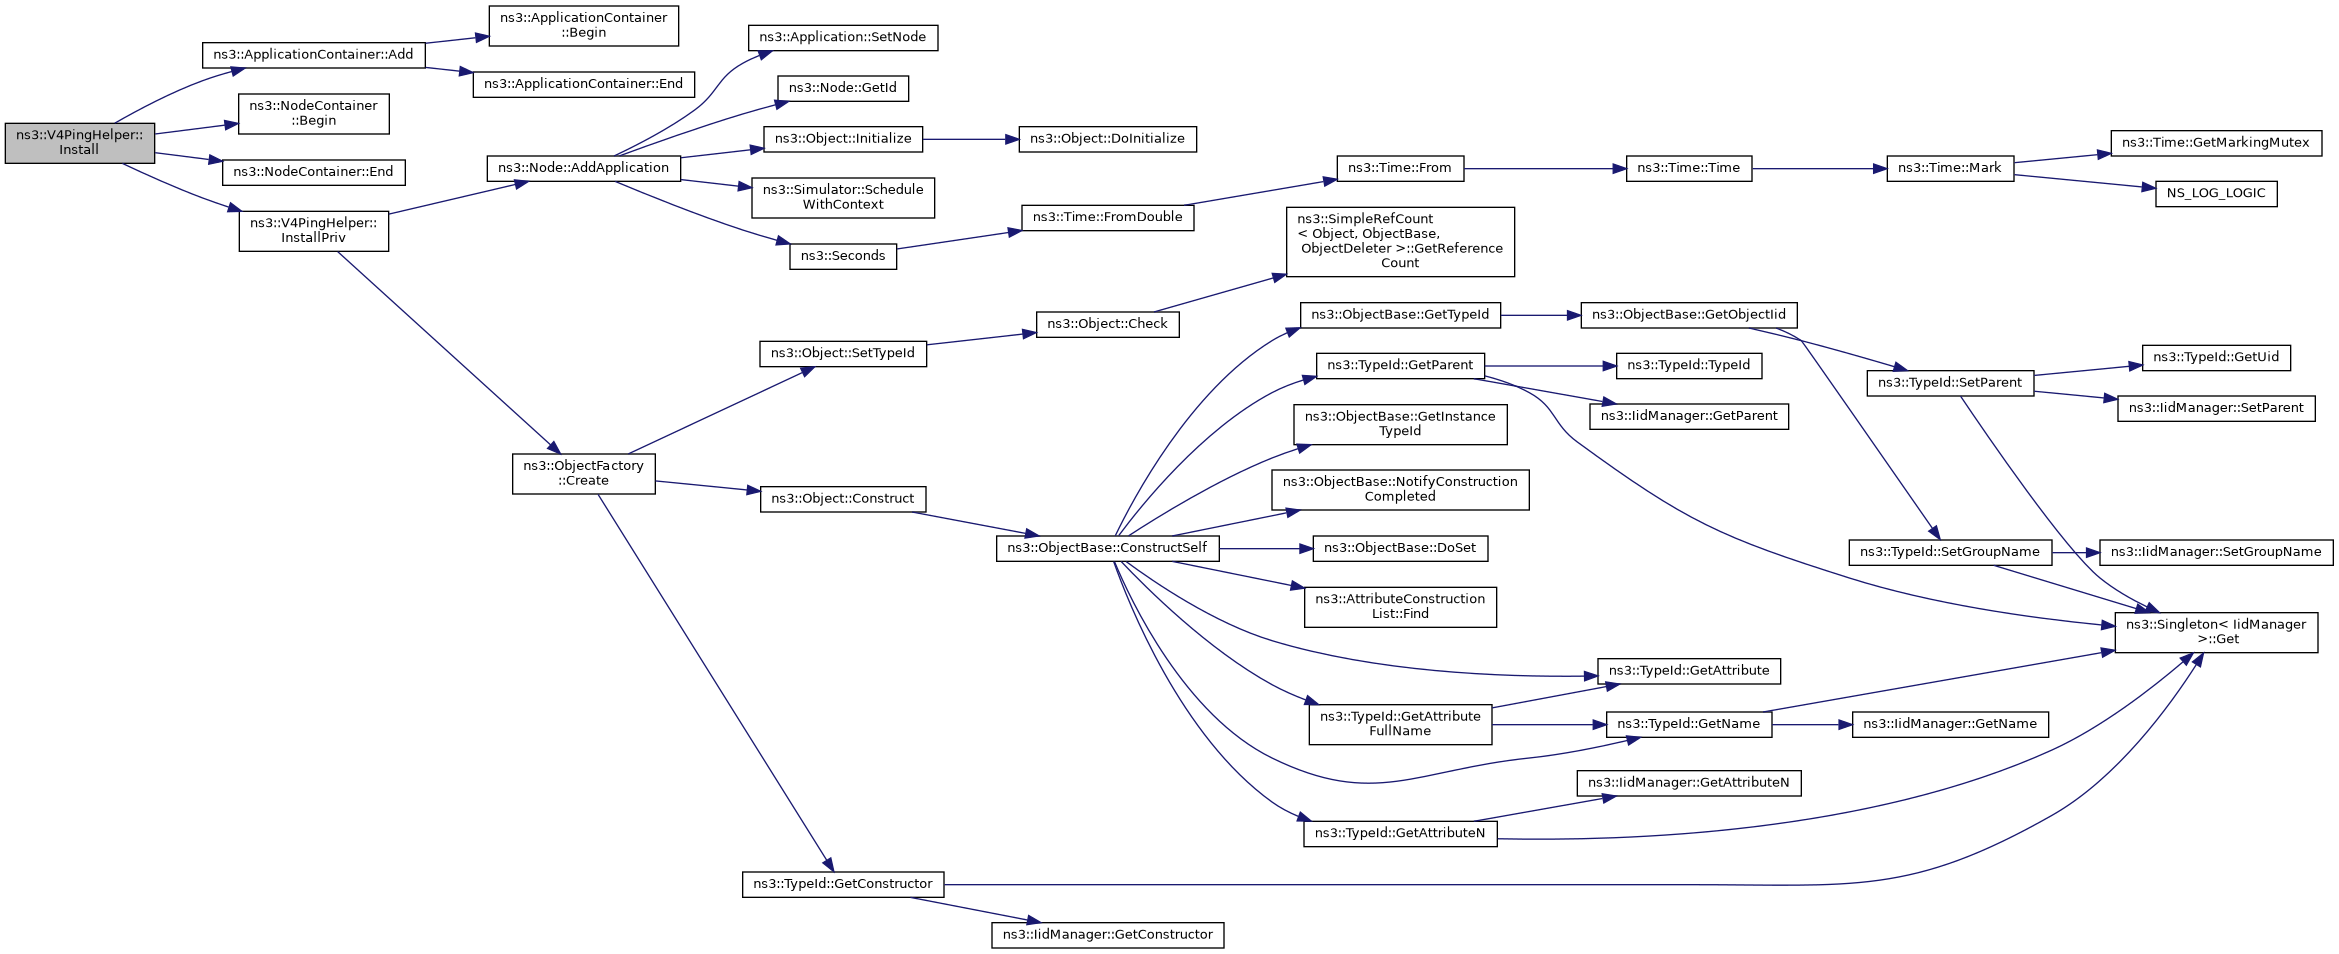 ns3::V4PingHelper::
Install
ns3::ApplicationContainer::Add
ns3::ApplicationContainer
::Begin
ns3::ApplicationContainer::End
ns3::NodeContainer
::Begin
ns3::NodeContainer::End
ns3::V4PingHelper::
InstallPriv
ns3::Node::AddApplication
ns3::Application::SetNode
ns3::Node::GetId
ns3::Object::Initialize
ns3::Object::DoInitialize
ns3::Simulator::Schedule
WithContext
ns3::Seconds
ns3::Time::FromDouble
ns3::Time::From
ns3::Time::Time
ns3::Time::Mark
ns3::Time::GetMarkingMutex
NS_LOG_LOGIC
ns3::ObjectFactory
::Create
ns3::Object::SetTypeId
ns3::Object::Check
ns3::SimpleRefCount
< Object, ObjectBase,
ObjectDeleter >::GetReference
Count
ns3::Object::Construct
ns3::ObjectBase::ConstructSelf
ns3::ObjectBase::GetTypeId
ns3::ObjectBase::GetObjectIid
ns3::TypeId::SetParent
ns3::TypeId::GetUid
ns3::IidManager::SetParent
ns3::TypeId::GetParent
ns3::TypeId::TypeId
ns3::IidManager::GetParent
ns3::ObjectBase::GetInstance
TypeId
ns3::ObjectBase::NotifyConstruction
Completed
ns3::ObjectBase::DoSet
ns3::AttributeConstruction
List::Find
ns3::TypeId::SetGroupName
ns3::IidManager::SetGroupName
ns3::Singleton< IidManager
>::Get
ns3::TypeId::GetAttribute
ns3::TypeId::GetAttribute
FullName
ns3::TypeId::GetName
ns3::IidManager::GetName
ns3::IidManager::GetAttributeN
ns3::TypeId::GetAttributeN
ns3::TypeId::GetConstructor
ns3::IidManager::GetConstructor